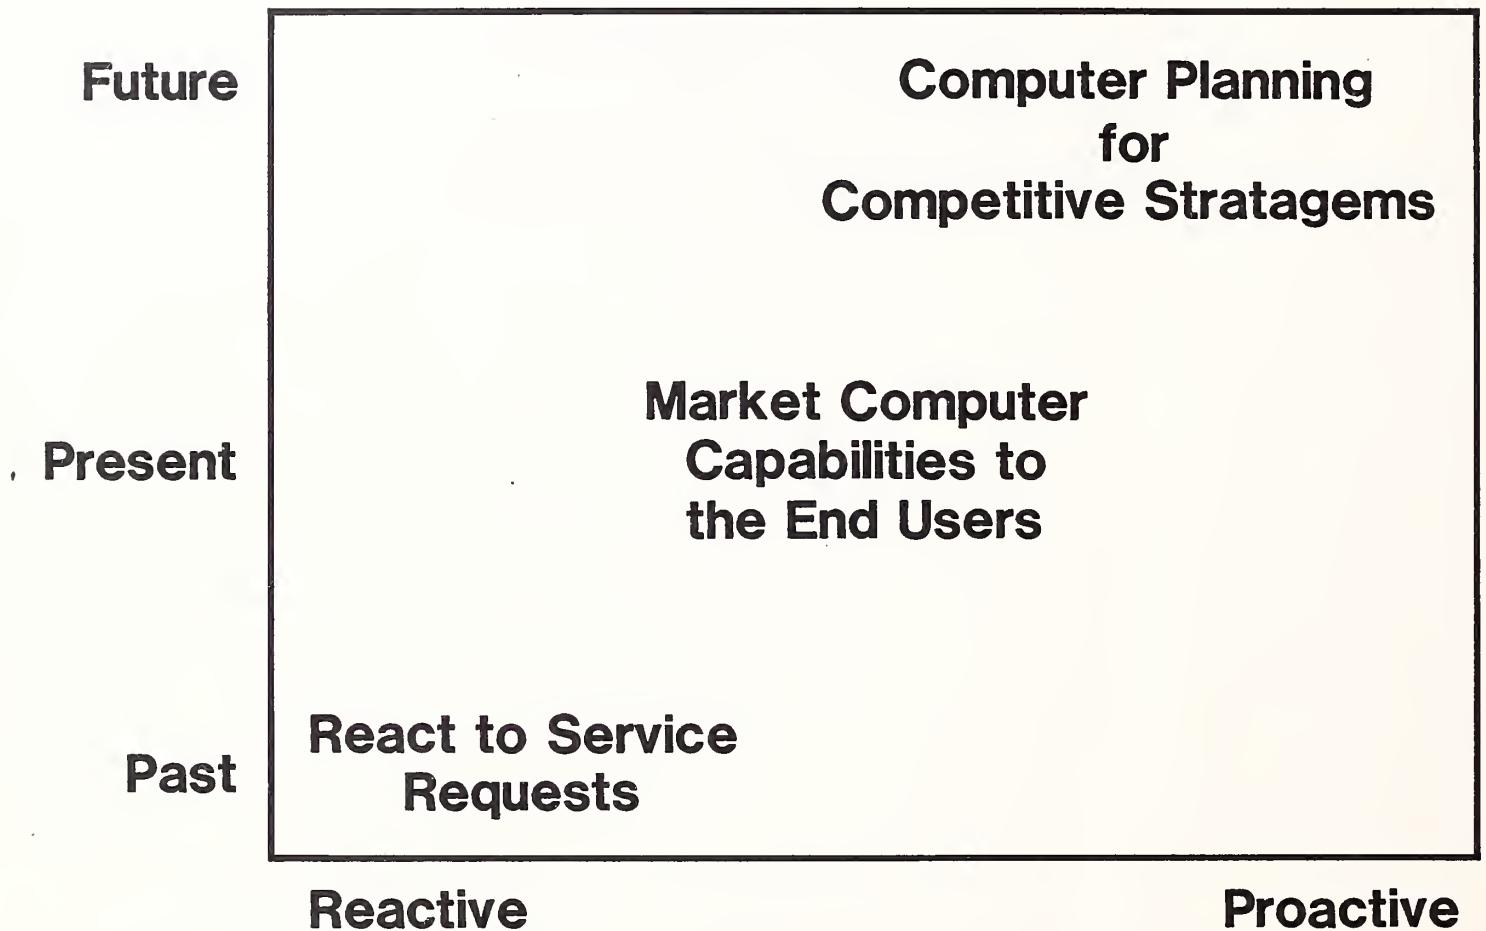 Future
Computer Planning
for
Competitive Stratagems
Present
Market Computer
Capabilities to
the End Users
Past
React to Service
Requests
Reactive
Proactive